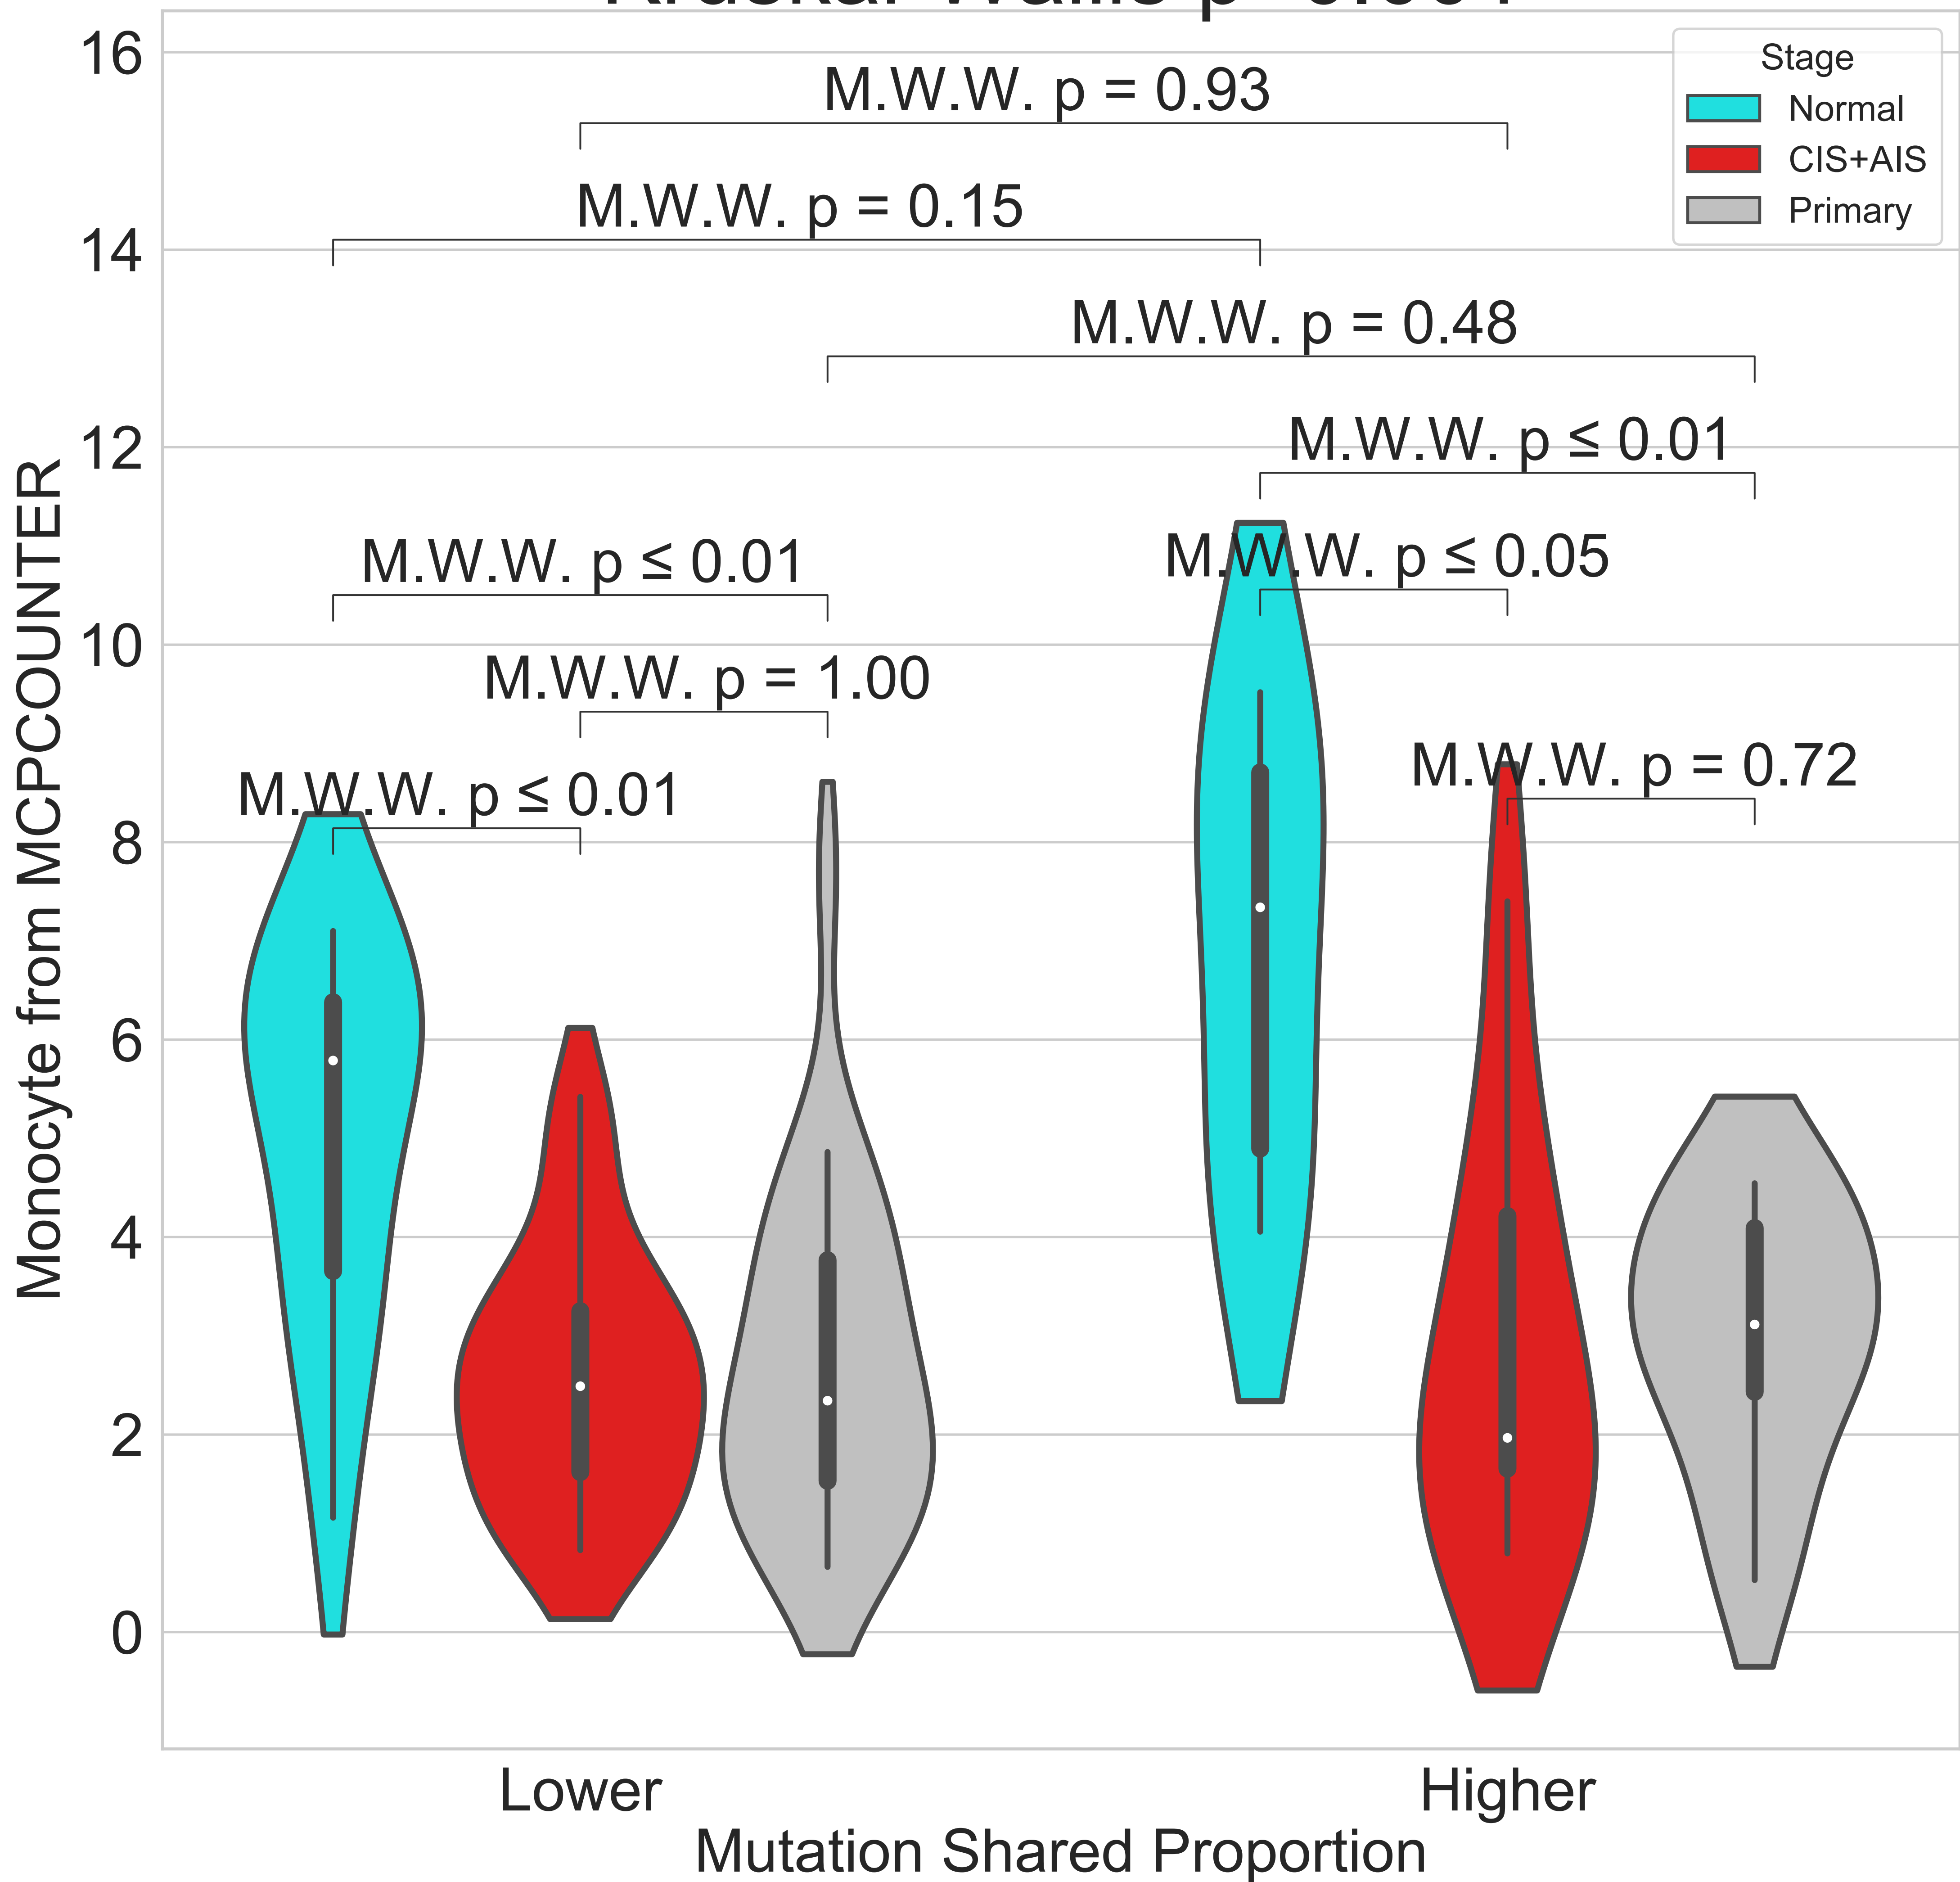 16
14
12
10
8
6
4
2
0
Monocyte from MCPCOUNTER
Stage
Normal
CIS+AIS
Primary
M.W.W. p = 0.93
M.W.W. p = 0.15
M.W.W. p = 0.48
M.W.W. p ≤ 0.01
M.W.W. p ≤ 0.01
M.W.W. p ≤ 0.05
M.W.W. p = 1.00
M.W.W. p = 0.72
M.W.W. p ≤ 0.01
Lower
Higher
Mutation Shared Proportion